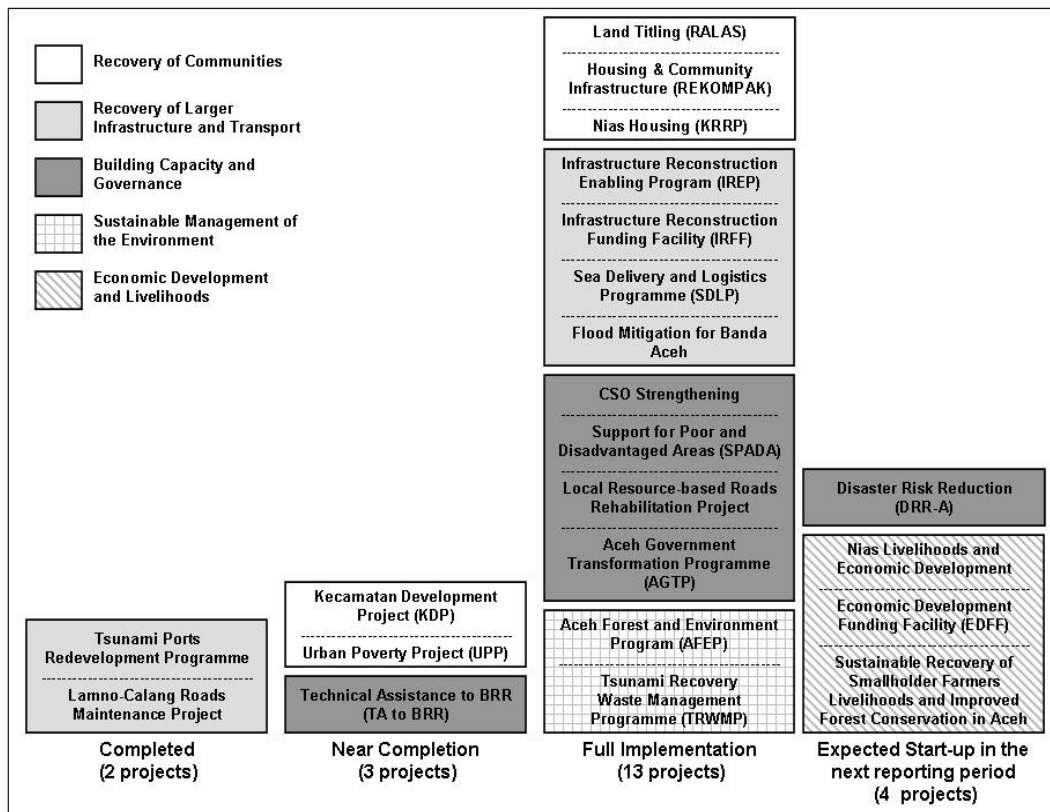 Recovery of Communities
Recovery of Larger
Infrastructure and Transport
Building Capacity and
Governance
Sustainable Management of
the Environment
Economic Development
and Livelihoods
Tsunami Ports
Redevelopment Programme
Lamno-Calang Roads
Maintenance Project
Completed
(2 projects)
Kecamatan Development
Project (KDP)
Urban Poverty Project (UPP)
Technical Assistance to BRR
(TA to BRR)
Near Completion
(3 projects)
Land Titling (RALAS)
Housing & Community
Infrastructure (REKOMPAK)
Nias Housing (KRRP)
Infrastructure Reconstruction
Enabling Program (IREP)
Infrastructure Reconstruction
Funding Facility (IRFF)
Sea Delivery and Logistics
Programme (SDLP)
Flood Mitigation for Banda
Aceh
CSO Strengthening
Support for Poor and
Disadvantaged Areas (SPADA)
Local Resource-based Roads
Rehabilitation Project
Aceh Government
Transformation Programme
(AGTP)
Aceh Forest and Environment
Program (AFEP)
Tsunami Recovery
Waste Management
Programme (TRWMP)
Full Implementation
(13 projects)
Disaster Risk Reduction
(DRR-A)
Nias Livelihoods and
Economic Development
Economic Development
Funding Facility (EDFF)
Sustainable Recovery of
Smallholder Farmers
Livelihoods and Improved
Forest Conservation in Aceh
Expected Start-up in the
next reporting period
(4 projects)